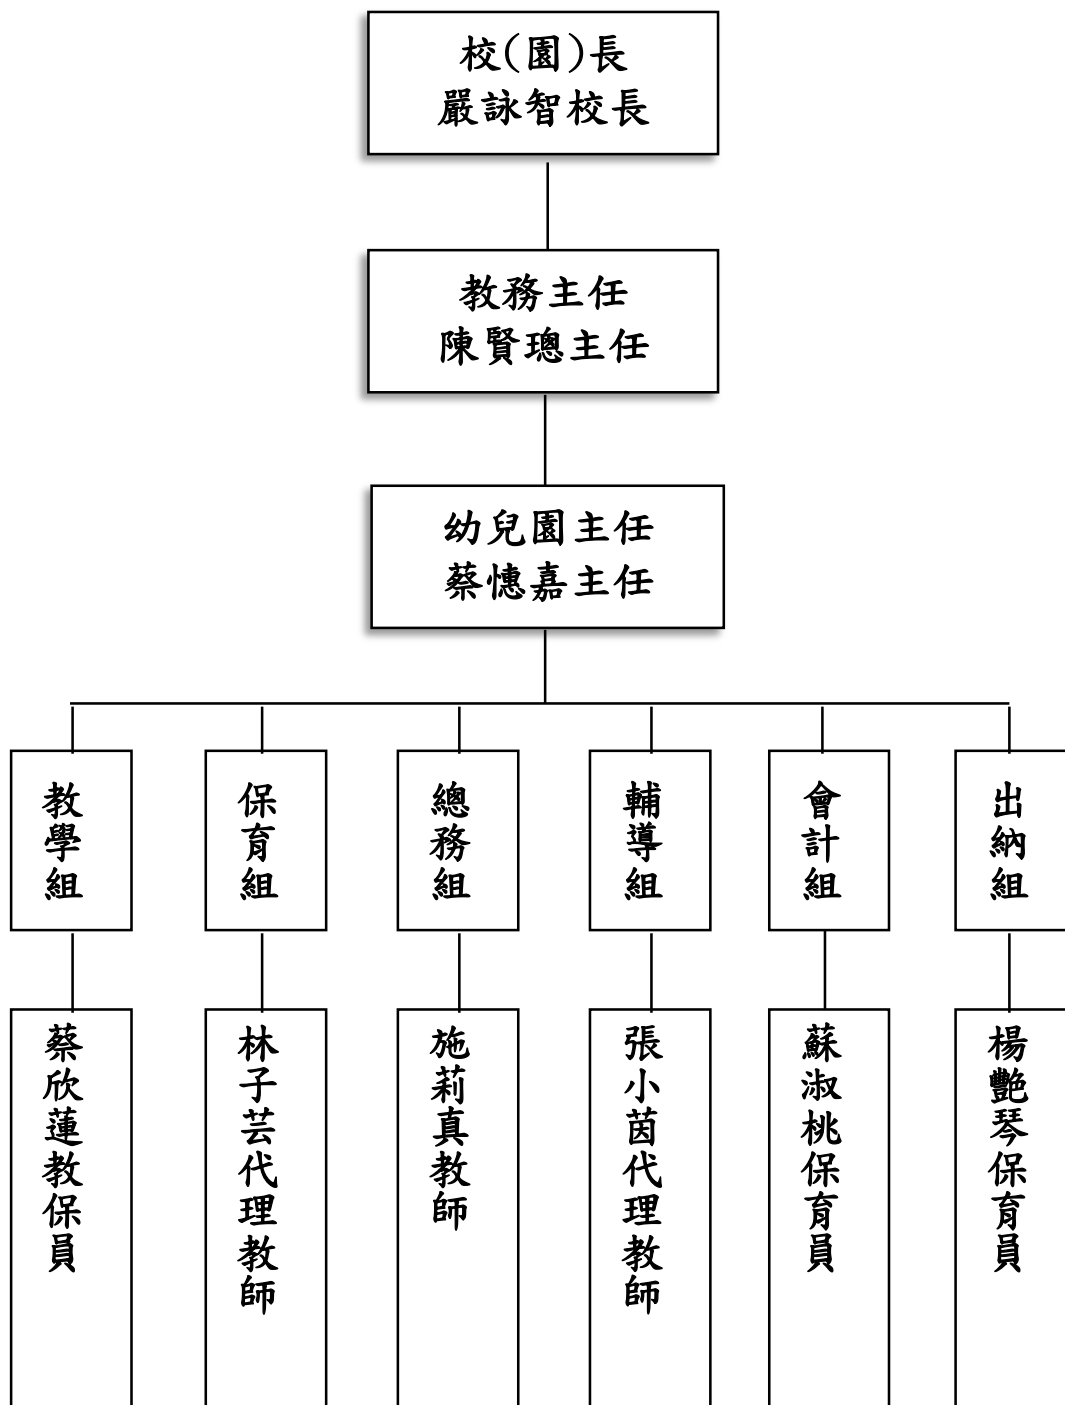 校(園)長
嚴詠智校長
教務主任
陳賢璁主任
幼兒園主任
蔡憓嘉主任
教學組
保育組
總務組
輔導組
會計組
出納組
蔡欣蓮教保員
林子芸代理教師
施莉真教師
張小茵代理教師
蘇淑桃保育員
楊艷琴保育員